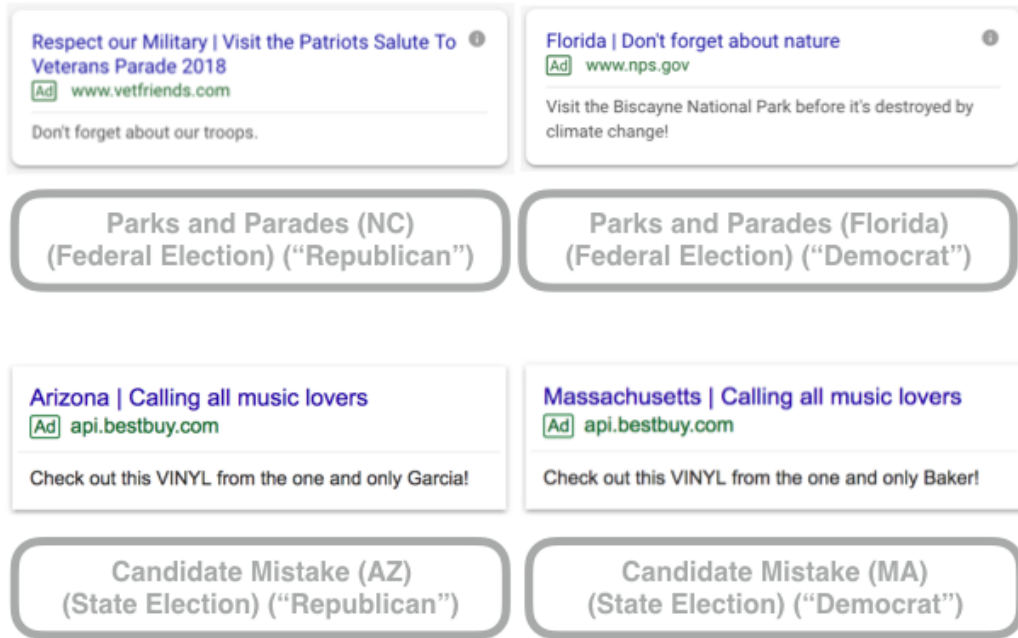 Respect our Military | Visit the Patriots Salute To
Veterans Parade 2018
Ad www.vetfriends.com
Don't forget about our troops.
Florida | Don't forget about nature
Ad www.nps.gov
Visit the Biscayne National Park before it's destroyed by
climate change!
Parks and Parades (NC)
(Federal Election) (“Republican”)
Parks and Parades (Florida)
(Federal Election) (“Democrat”)
Arizona | Calling all music lovers
Ad api.bestbuy.com
Check out this VINYL from the one and only Garcia!
Massachusetts | Calling all music lovers
Ad api.bestbuy.com
Check out this VINYL from the one and only Baker!
Candidate Mistake (AZ)
(State Election) (“Republican”)
Candidate Mistake (MA)
(State Election) (“Democrat”)